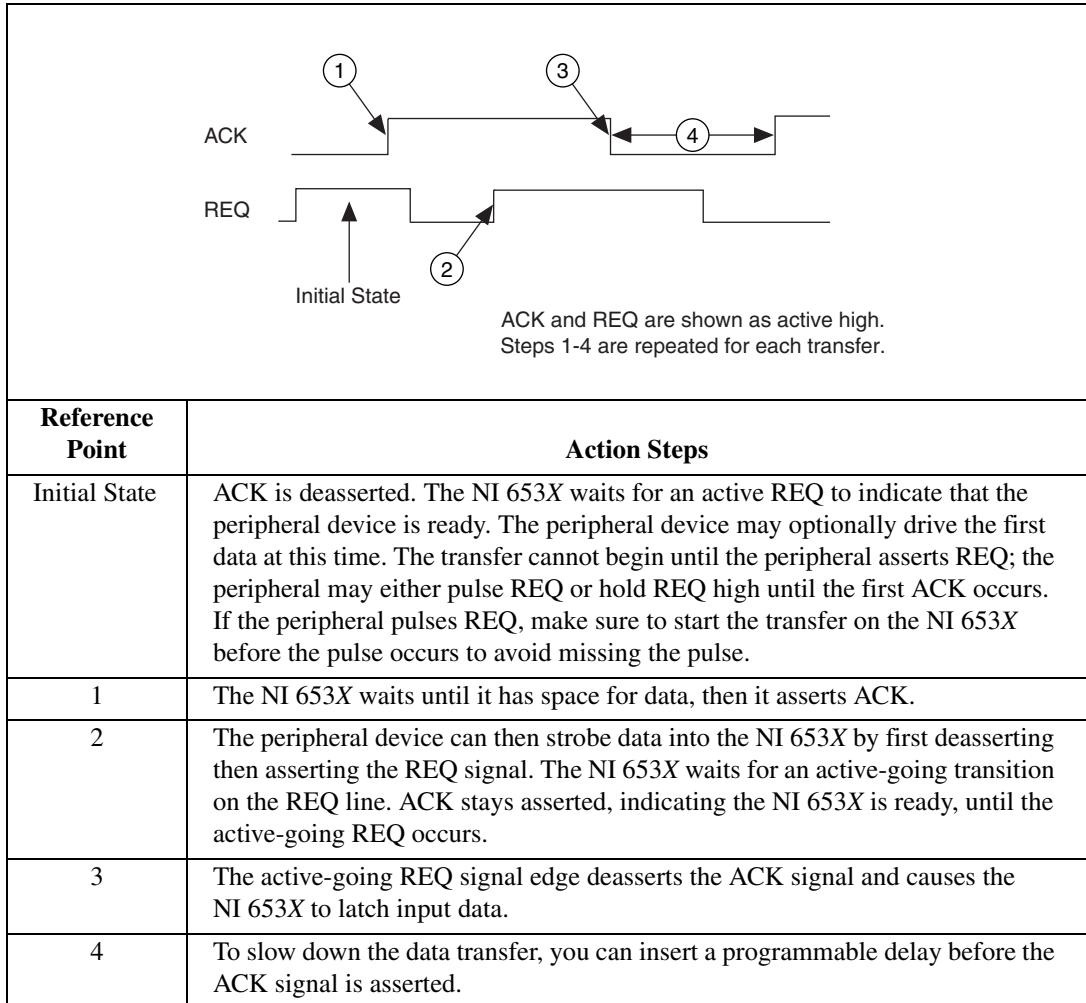 1
3
ACK
4
REQ
2
Initial State
ACK and REQ are shown as active high.
Steps 1-4 are repeated for each transfer.
Reference
Point
Action Steps
Initial State
ACK is deasserted. The NI 653X waits for an active REQ to indicate that the
peripheral device is ready. The peripheral device may optionally drive the first
data at this time. The transfer cannot begin until the peripheral asserts REQ; the
peripheral may either pulse REQ or hold REQ high until the first ACK occurs.
If the peripheral pulses REQ, make sure to start the transfer on the NI 653X
before the pulse occurs to avoid missing the pulse.
1
The NI 653X waits until it has space for data, then it asserts ACK.
2
The peripheral device can then strobe data into the NI 653X by first deasserting
then asserting the REQ signal. The NI 653X waits for an active-going transition
on the REQ line. ACK stays asserted, indicating the NI 653X is ready, until the
active-going REQ occurs.
3
The active-going REQ signal edge deasserts the ACK signal and causes the
NI 653X to latch input data.
4
To slow down the data transfer, you can insert a programmable delay before the
ACK signal is asserted.